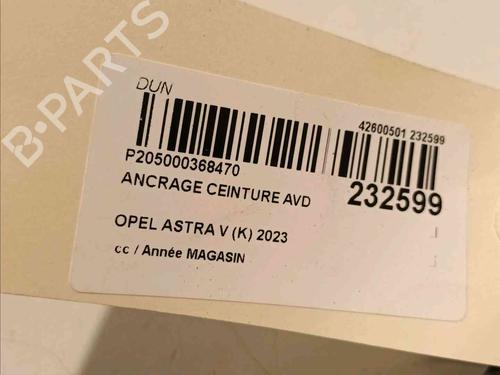 B-PARTS
DUN
42600501 232599
P205000368470
ANCRAGE CEINTURE AVD
232599
OPEL ASTRA V (K) 2023
cc / Année MAGASIN